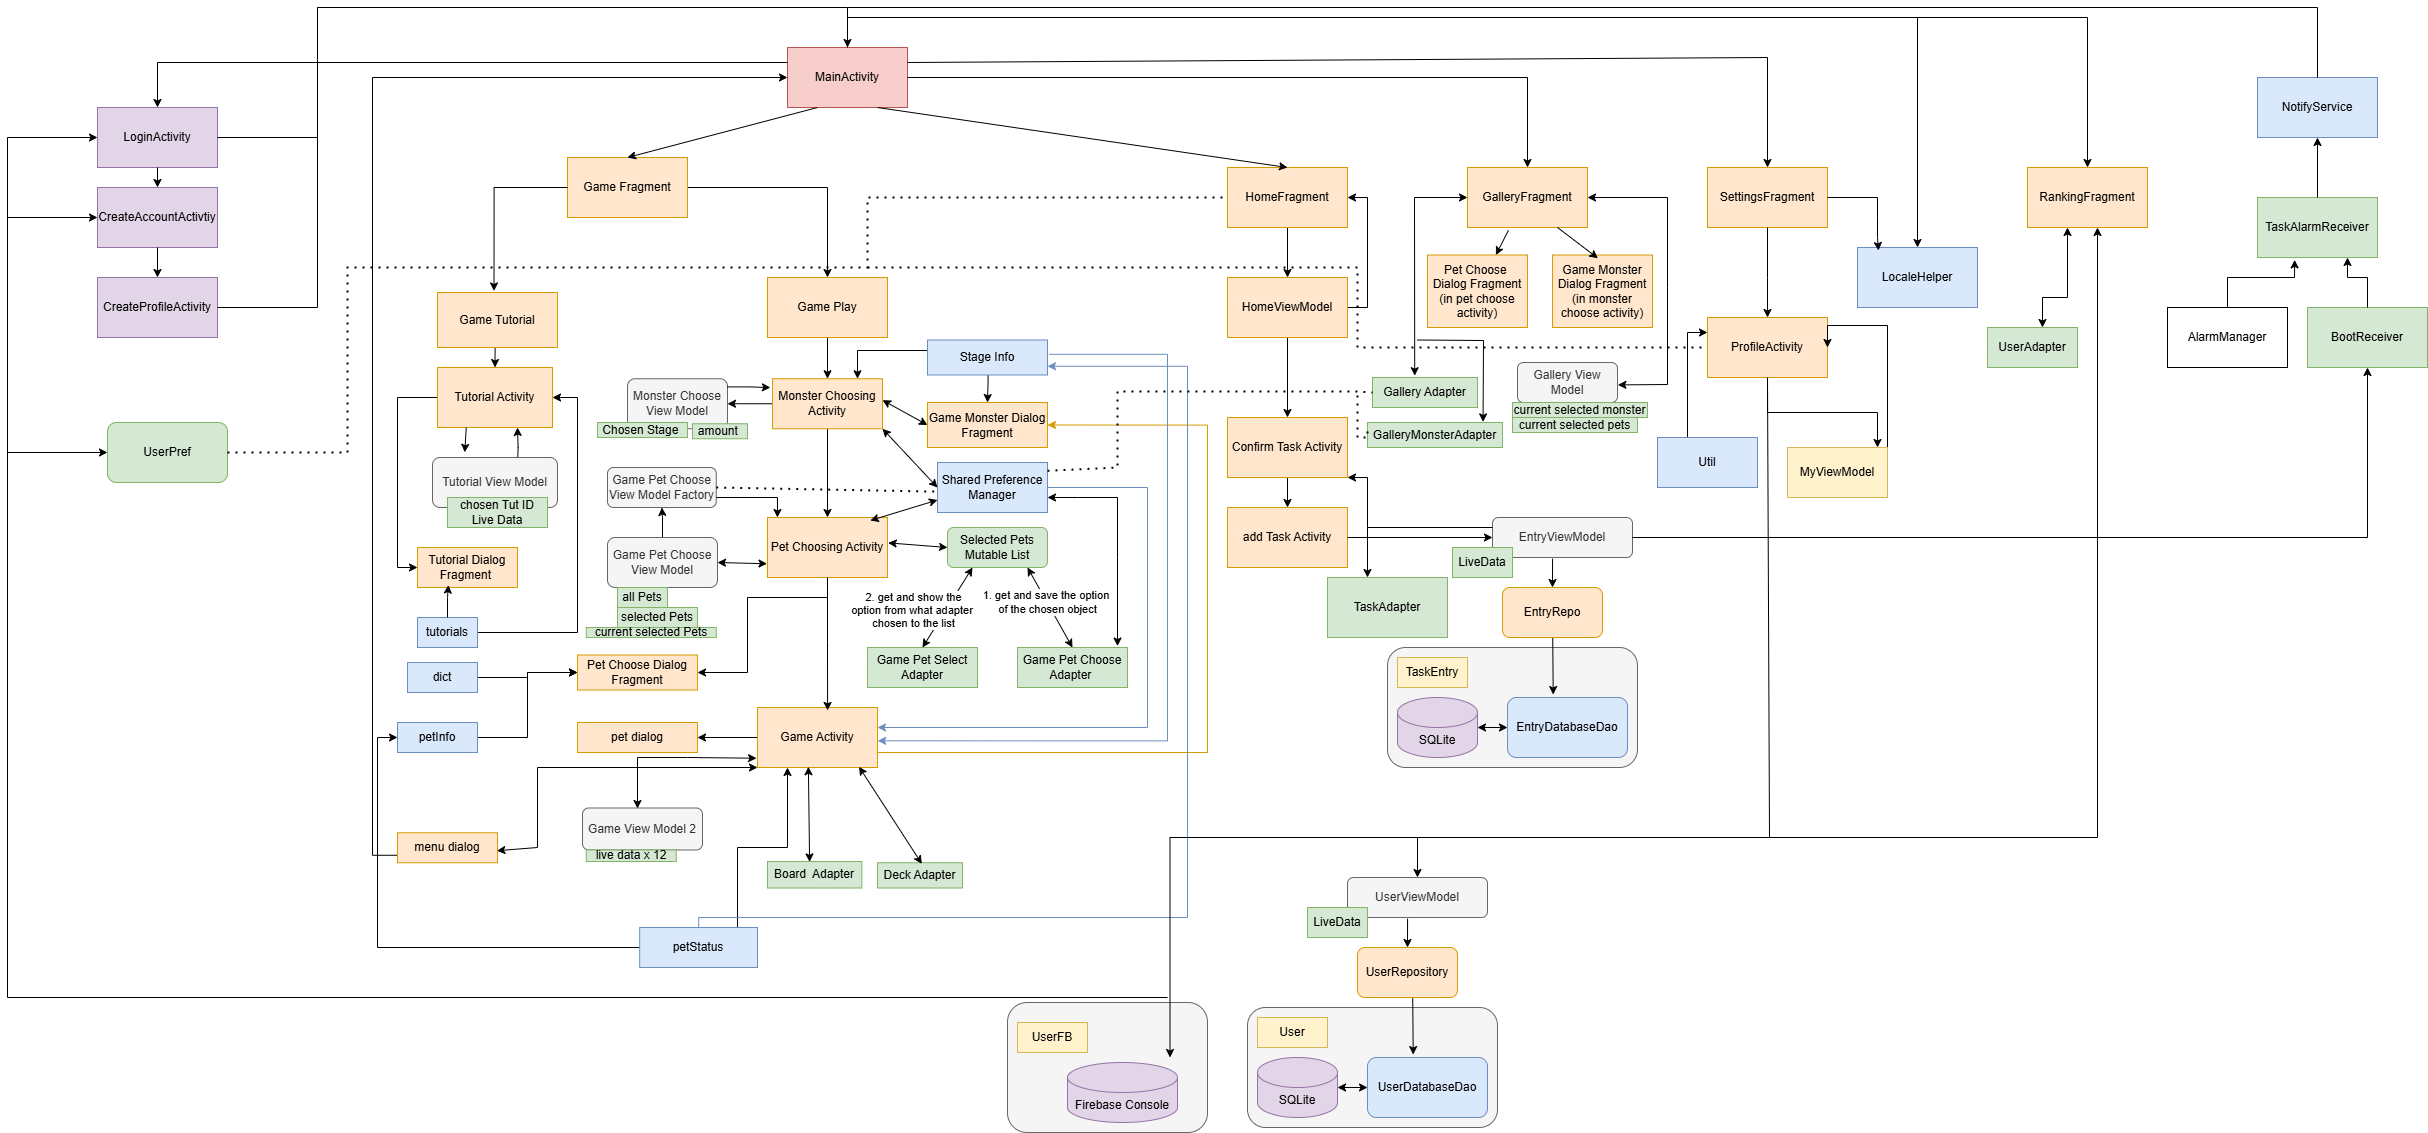 MainActivity
NotifyService
LoginActivity
Game Fragment
HomeFragment
GalleryFragment
SettingsFragment
RankingFragment
CreateAccountActivtiy
TaskAlarmReceiver
CreateProfileActivity
Game Tutorial
Game Play
HomeViewModel
Pet Choose
Dialog Fragment
(in pet choose
activity)
Game Monster
Dialog Fragment
(in monster
choose activity)
LocaleHelper
AlarmManager
BootReceiver
UserAdapter
ProfileActivity
Stage Info
Tutorial Activity
Monster Choose
View Model
Chosen Stage
amount
Monster Choosing
Activity
Game Monster Dialog
Fragment
Gallery Adapter
GalleryMonsterAdapter
Gallery View
Model
current selected monster
current selected pets
UserPref
Confirm Task Activity
Util
MyViewModel
Tutorial View Model
chosen Tut ID
Live Data
Game Pet Choose
View Model Factory
Shared Preference
Manager
Game Pet Choose
View Model
all Pets
selected Pets
current selected Pets
Pet Choosing Activity
Selected Pets
Mutable List
add Task Activity
EntryViewModel
LiveData
Tutorial Dialog
Fragment
2. get and show the
option from what adapter
chosen to the list
1. get and save the option
of the chosen object
TaskAdapter
EntryRepo
tutorials
dict
Pet Choose Dialog
Fragment
Game Pet Select
Adapter
Game Pet Choose
Adapter
TaskEntry
SQLite
EntryDatabaseDao
petInfo
pet dialog
Game Activity
Game View Model 2
live data x 12
menu dialog
Board  Adapter
Deck Adapter
UserViewModel
LiveData
petStatus
UserRepository
UserFB
Firebase Console
User
SQLite
UserDatabaseDao